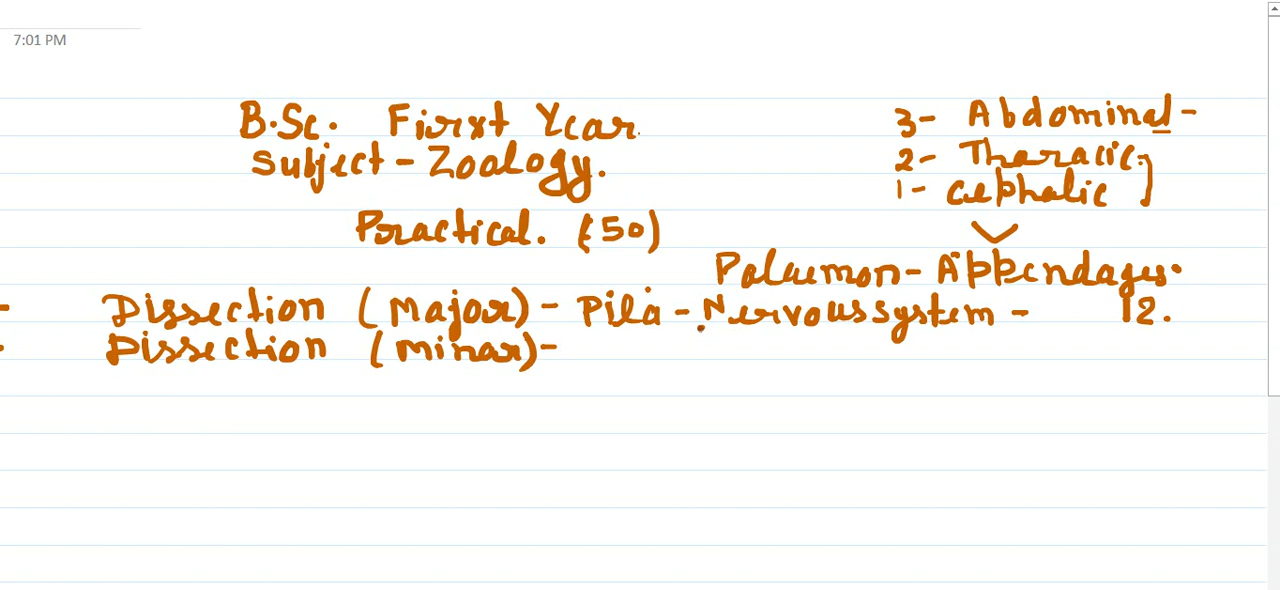 7:01 PM
B.Sc. First Year
Subject - Zoology.
Practical. (50)
3 - Abdominal -
2 - Thoracic
1 - Cephalic
Palaemon - Appendages.
Dissection (Major) - Pila - Nervous system - 12.
Dissection (Minor) -